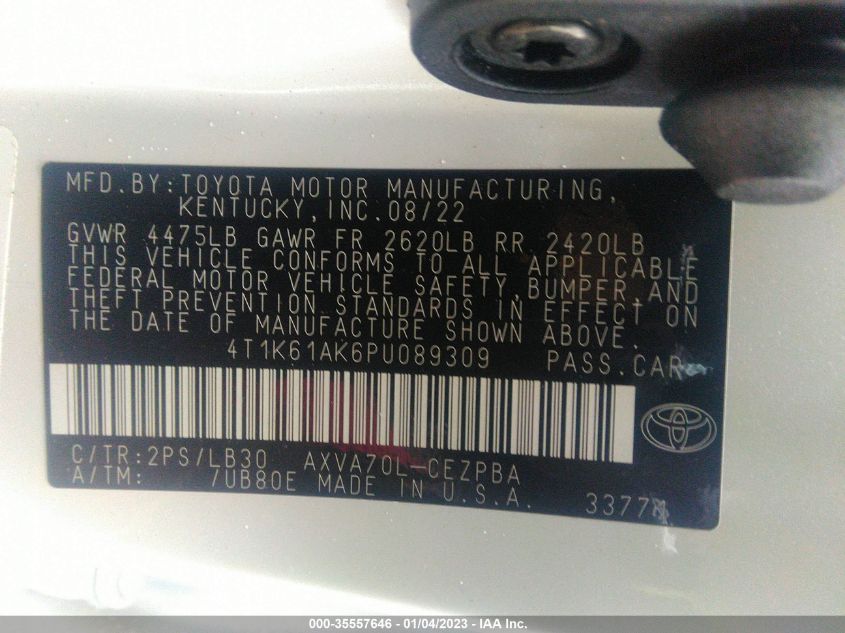 MFD.BY:TOYOTA MOTOR MANUFACTURING,
KENTUCKY,INC.08/22
GVWR 4475LB GAWR FR 2620LB RR 2420LB
THIS VEHICLE CONFORMS TO ALL APPLICABLE
FEDERAL MOTOR VEHICLE SAFETY,BUMPER,AND
THEFT PREVENTION STANDARDS IN EFFECT ON
THE DATE OF MANUFACTURE SHOWN ABOVE.
4T1K61AK6PU089309 PASS.CAR
C/TR:2PS/LB30 AXVA70L-CEZPBA
A/TM: /UB80E MADE IN U.S.A.
000-35557646 - 01/04/2023 - IAA Inc.